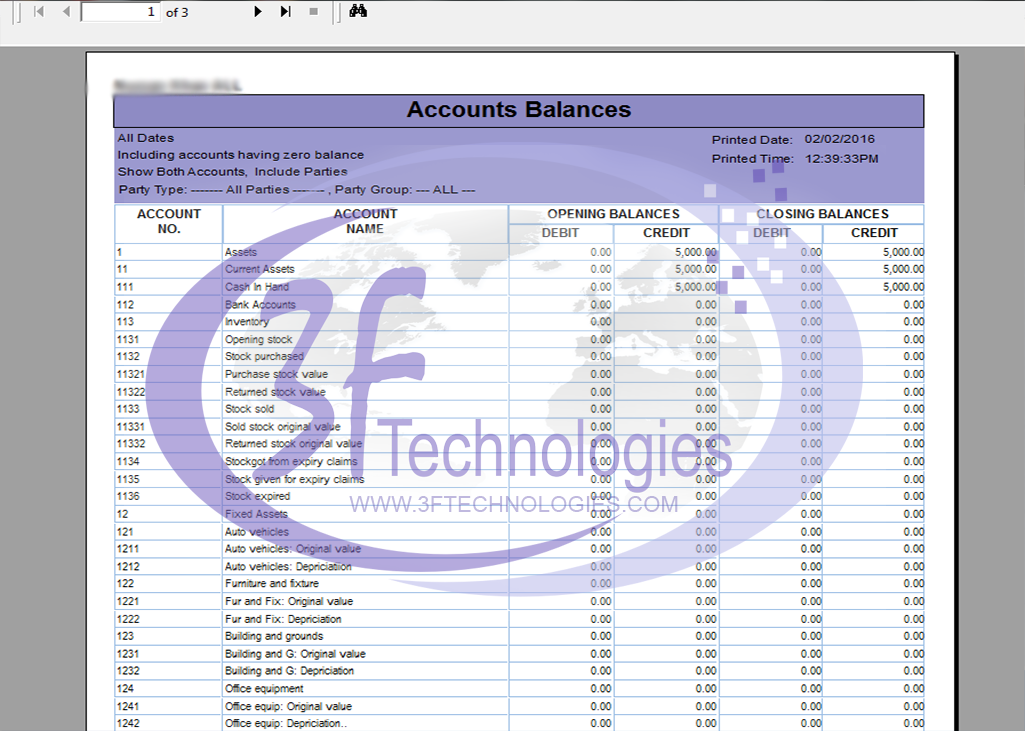 1 of 3
Accounts Balances
All Dates
Printed Date: 02/02/2016
Including accounts having zero balance
Printed Time: 12:39:33PM
Show Both Accounts, Include Parties
Party Type: ------- All Parties ------- , Party Group: --- ALL ---
ACCOUNT NO. ACCOUNT NAME OPENING BALANCES CLOSING BALANCES
DEBIT CREDIT DEBIT CREDIT
1 Assets 0.00 5,000.00 0.00 5,000.00
11 Current Assets 0.00 5,000.00 0.00 5,000.00
111 Cash In Hand 0.00 5,000.00 0.00 5,000.00
112 Bank Accounts 0.00 0.00 0.00 0.00
113 Inventory 0.00 0.00 0.00 0.00
1131 Opening stock 0.00 0.00 0.00 0.00
1132 Stock purchased 0.00 0.00 0.00 0.00
11321 Purchase stock value 0.00 0.00 0.00 0.00
11322 Returned stock value 0.00 0.00 0.00 0.00
1133 Stock sold 0.00 0.00 0.00 0.00
11331 Sold stock original value 0.00 0.00 0.00 0.00
11332 Returned stock original value 0.00 0.00 0.00 0.00
1134 Stockgot from expiry claims 0.00 0.00 0.00 0.00
1135 Stock given for expiry claims 0.00 0.00 0.00 0.00
1136 Stock expired 0.00 0.00 0.00 0.00
12 Fixed Assets 0.00 0.00 0.00 0.00
121 Auto vehicles 0.00 0.00 0.00 0.00
1211 Auto vehicles: Original value 0.00 0.00 0.00 0.00
1212 Auto vehicles: Depriciatiion 0.00 0.00 0.00 0.00
122 Furniture and fixture 0.00 0.00 0.00 0.00
1221 Fur and Fix: Original value 0.00 0.00 0.00 0.00
1222 Fur and Fix: Depriciation 0.00 0.00 0.00 0.00
123 Building and grounds 0.00 0.00 0.00 0.00
1231 Building and G: Original value 0.00 0.00 0.00 0.00
1232 Building and G: Depriciation 0.00 0.00 0.00 0.00
124 Office equipment 0.00 0.00 0.00 0.00
1241 Office equip: Original value 0.00 0.00 0.00 0.00
1242 Office equip: Depriciation.. 0.00 0.00 0.00 0.00
3f
Technologies
WWW.3FTECHNOLOGIES.COM